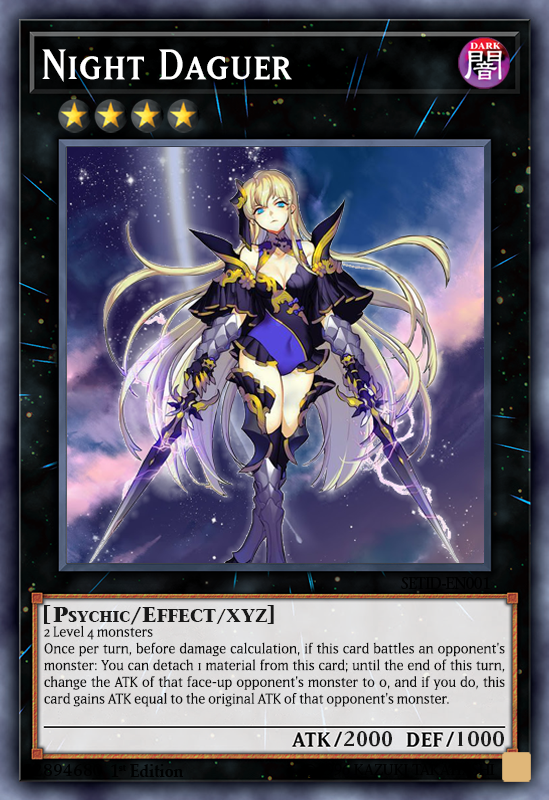 Night Daguer
DARK
闇
[Psychic/Effect/XYZ]
2 Level 4 monsters
Once per turn, before damage calculation, if this card battles an opponent's
monster: You can detach 1 material from this card; until the end of this turn,
change the ATK of that face-up opponent's monster to 0, and if you do, this
card gains ATK equal to the original ATK of that opponent's monster.
ATK/2000 DEF/1000
1st Edition